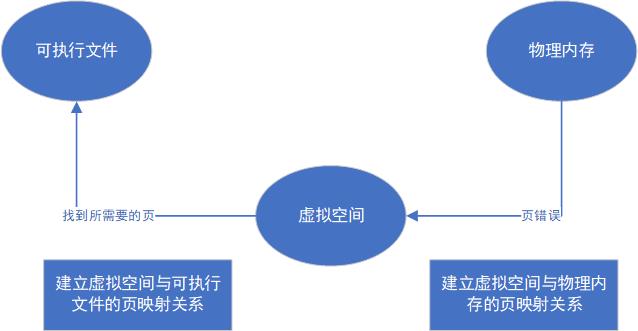 可执行文件
物理内存
虚拟空间
找到所需要的页
页错误
建立虚拟空间与可执行
文件的页映射关系
建立虚拟空间与物理内
存的页映射关系